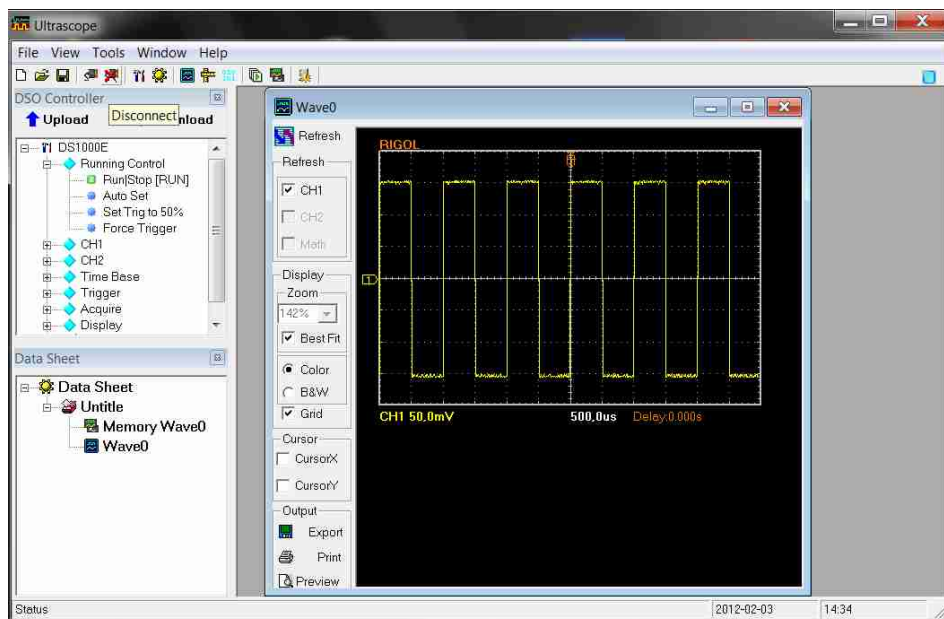 Ultrascope
File View Tools Window Help
DSO Controller
Upload Disconnect nload
DS1000E
Running Control
Run|Stop [RUN]
Auto Set
Set Trig to 50%
Force Trigger
CH1
CH2
Time Base
Trigger
Acquire
Display
Data Sheet
Data Sheet
Untitle
Memory Wave0
Wave0
Wave0
Refresh
Refresh
CH1
CH2
Math
Display
Zoom
142%
Best Fit
Color
B&W
Grid
Cursor
CursorX
CursorY
Output
Export
Print
Preview
RIGOL
1
CH1 50.0mV 500.0us Delay:0.000s
Status 2012-02-03 14:34